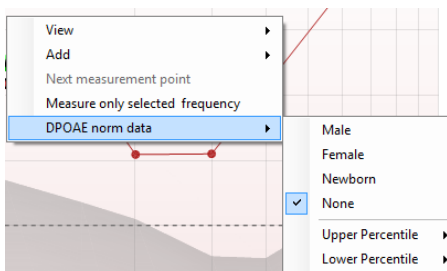 View
Add
Next measurement point
Measure only selected frequency
DPOAE norm data
Male
Female
Newborn
None
Upper Percentile
Lower Percentile